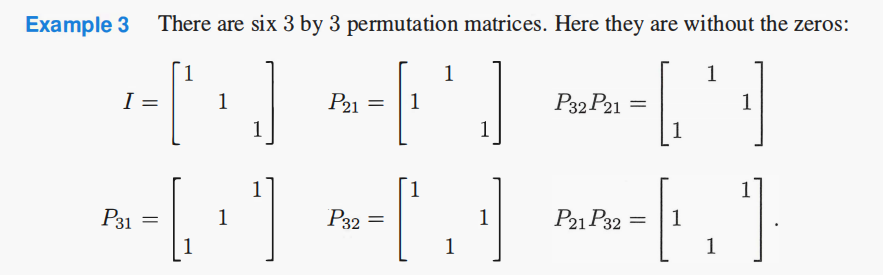 Example 3 There are six 3 by 3 permutation matrices. Here they are without the zeros:
1 1 1
I = 1 P21 = 1 P32P21 = 1
1 1 1
1 1 1
P31 = 1 P32 = 1 P21P32 = 1 .
1 1 1